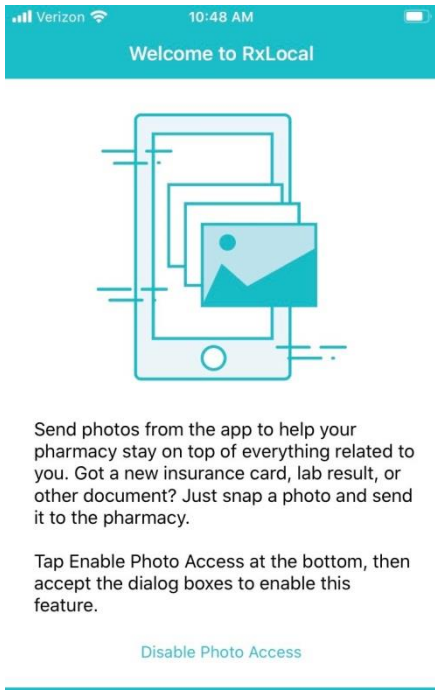 Verizon 10:48 AM
Welcome to RxLocal
Send photos from the app to help your
pharmacy stay on top of everything related to
you. Got a new insurance card, lab result, or
other document? Just snap a photo and send
it to the pharmacy.
Tap Enable Photo Access at the bottom, then
accept the dialog boxes to enable this
feature.
Disable Photo Access